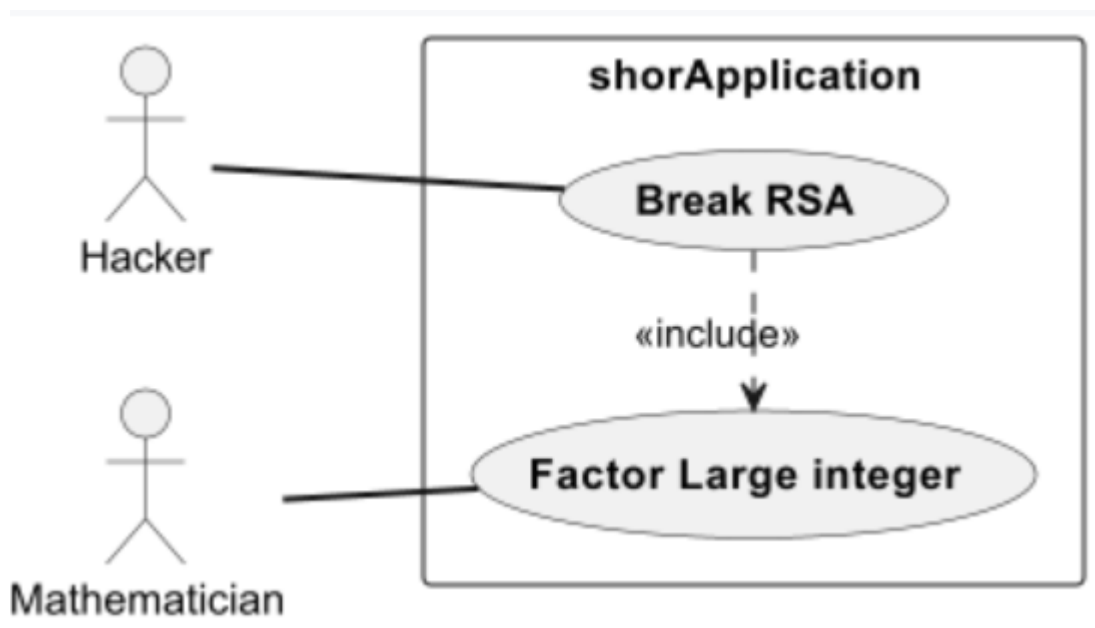 shorApplication
Break RSA
Hacker
«include»
Factor Large integer
Mathematician